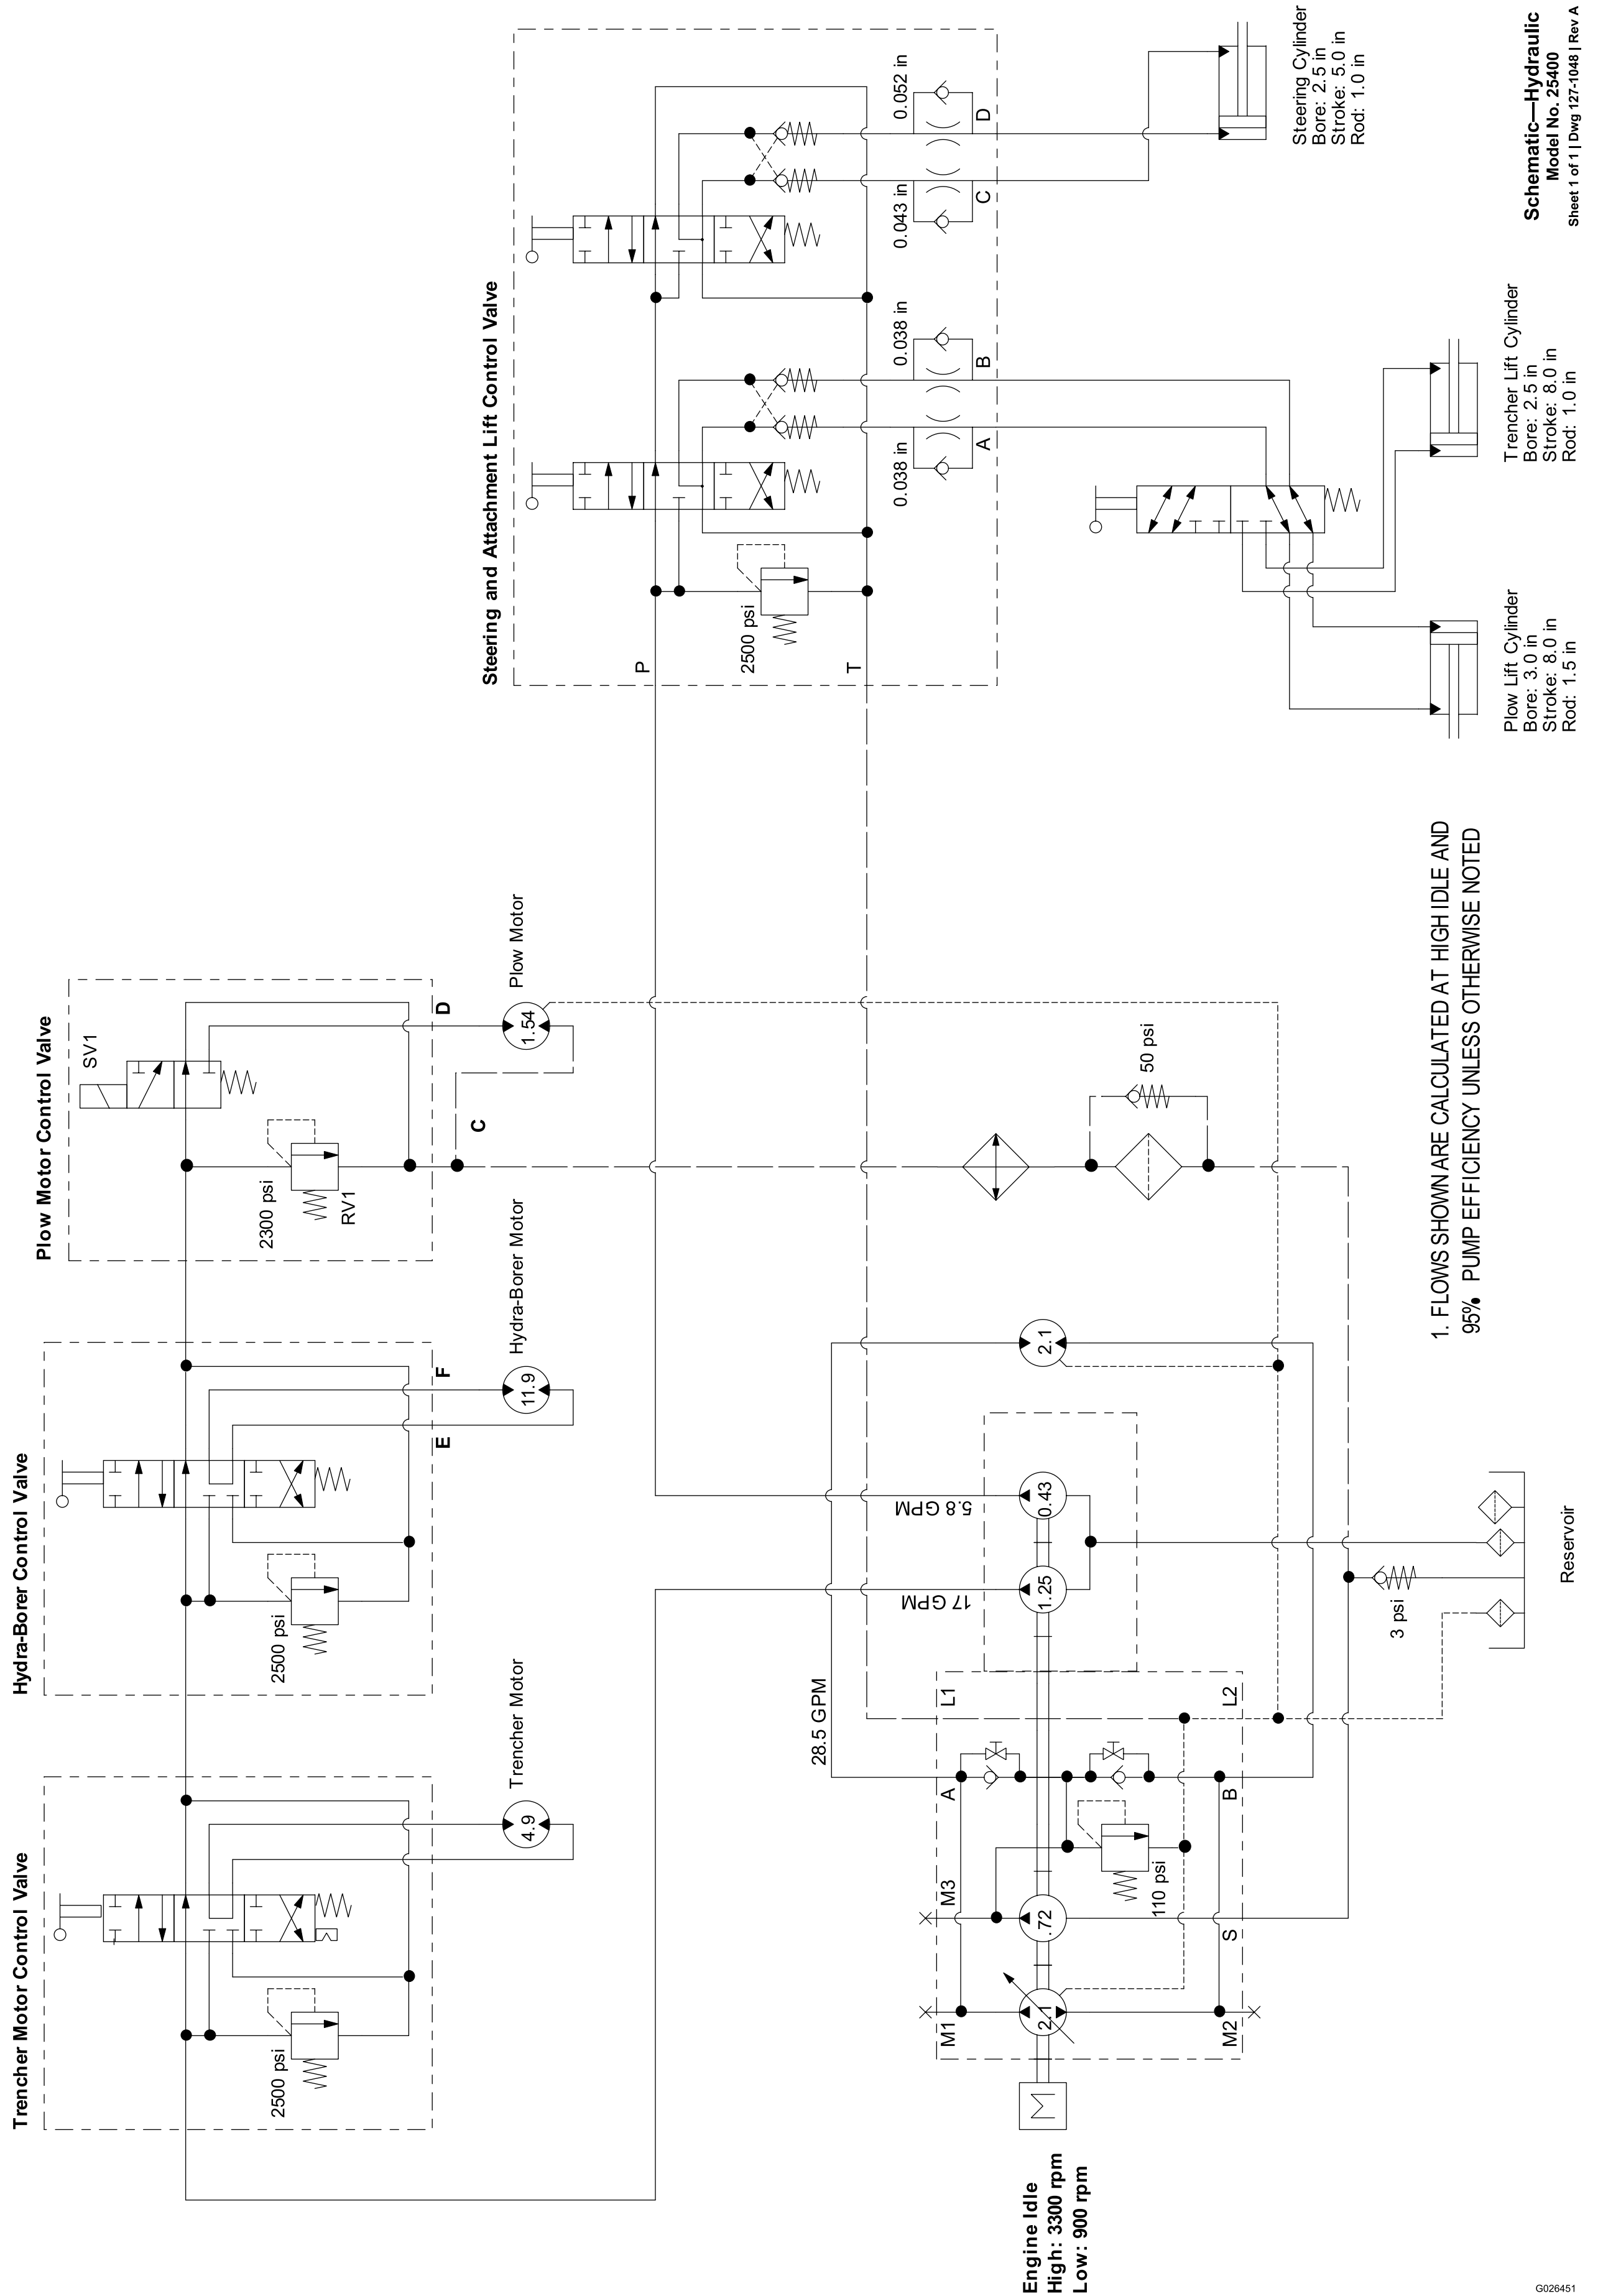 Trencher Motor Control Valve
2500 psi
Trencher Motor
4.9
Hydra-Borer Control Valve
2500 psi
E
F
Hydra-Borer Motor
11.9
Plow Motor Control Valve
SV1
2300 psi
RV1
D
C
Plow Motor
1.54
Steering and Attachment Lift Control Valve
P
T
2500 psi
0.038 in
0.038 in
0.043 in
0.052 in
A
B
C
D
Engine Idle
High: 3300 rpm
Low: 900 rpm
M
M1
M2
M3
2.1
.72
S
110 psi
A
B
L1
L2
28.5 GPM
17 GPM
5.8 GPM
1.25
0.43
2.1
50 psi
3 psi
Reservoir
1. FLOWS SHOWN ARE CALCULATED AT HIGH IDLE AND
95% PUMP EFFICIENCY UNLESS OTHERWISE NOTED
Plow Lift Cylinder
Bore: 3.0 in
Stroke: 8.0 in
Rod: 1.5 in
Trencher Lift Cylinder
Bore: 2.5 in
Stroke: 8.0 in
Rod: 1.0 in
Steering Cylinder
Bore: 2.5 in
Stroke: 5.0 in
Rod: 1.0 in
Schematic—Hydraulic
Model No. 25400
Sheet 1 of 1 | Dwg 127-1048 | Rev A
G026451